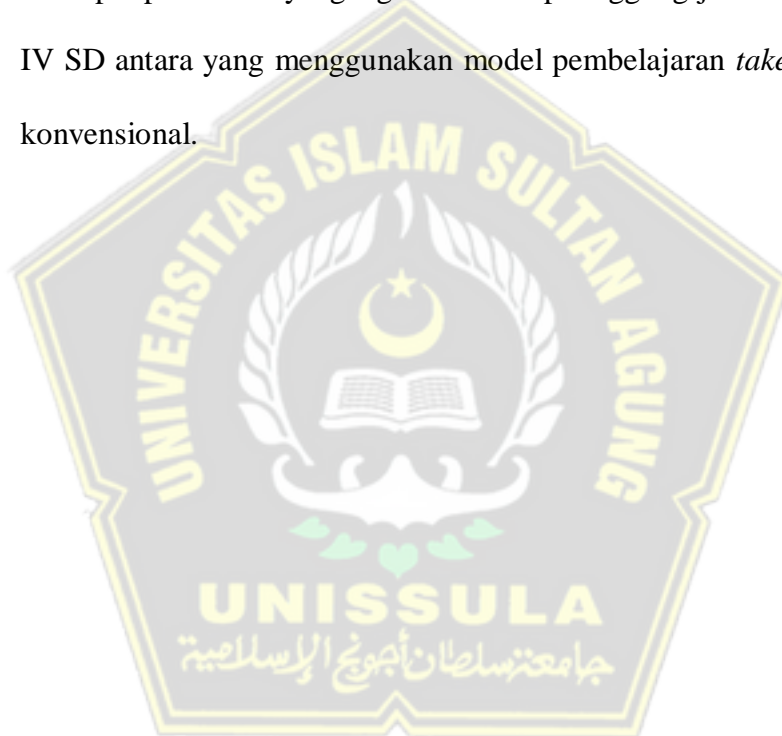 IV SD antara yang menggunakan model pembelajaran take
konvensional.
UNIVERSITAS ISLAM SULTAN AGUNG
UNISSULA
جامعة سلطان أجونج الإسلامية